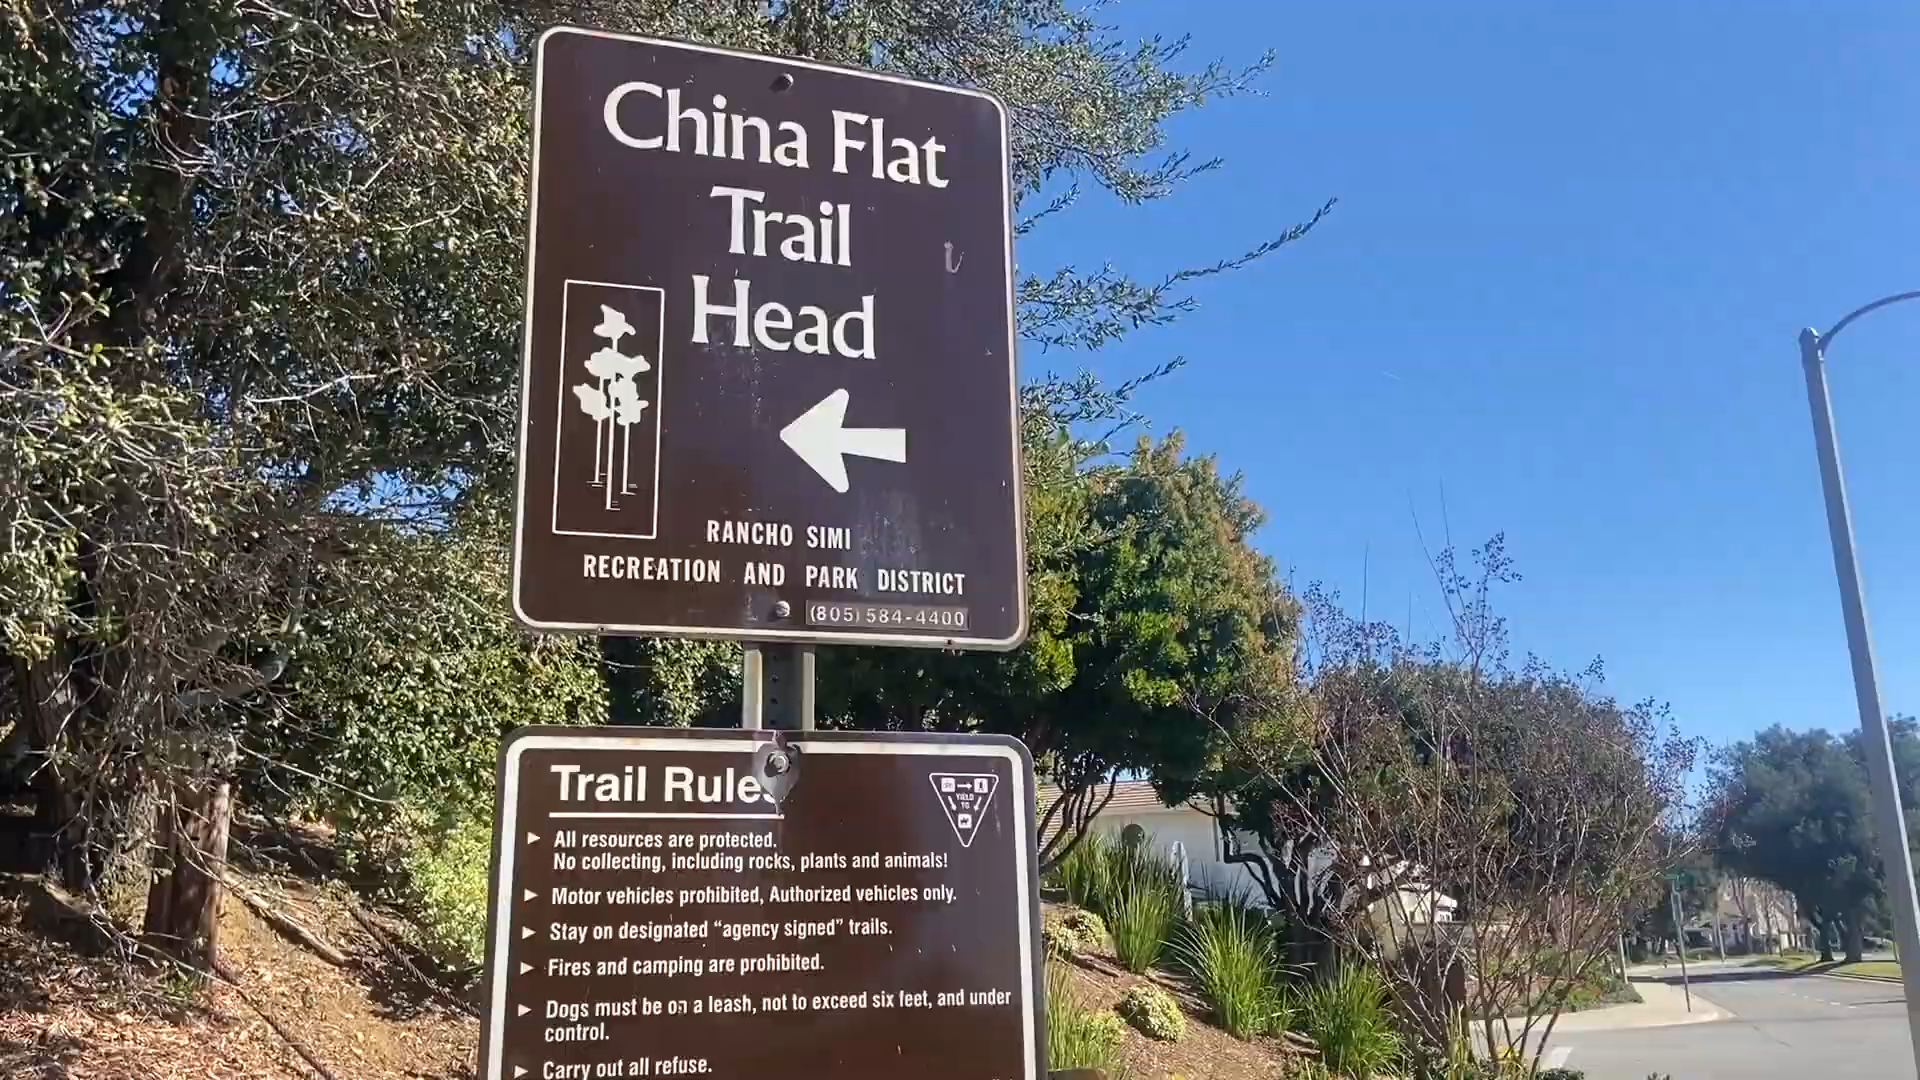 China Flat
Trail
Head
RANCHO SIMI
RECREATION AND PARK DISTRICT
(805) 584-4400
Trail Rules
YIELD
TO
► All resources are protected.
No collecting, including rocks, plants and animals!
► Motor vehicles prohibited, Authorized vehicles only.
► Stay on designated “agency signed” trails.
► Fires and camping are prohibited.
► Dogs must be on a leash, not to exceed six feet, and under
control.
► Carry out all refuse.